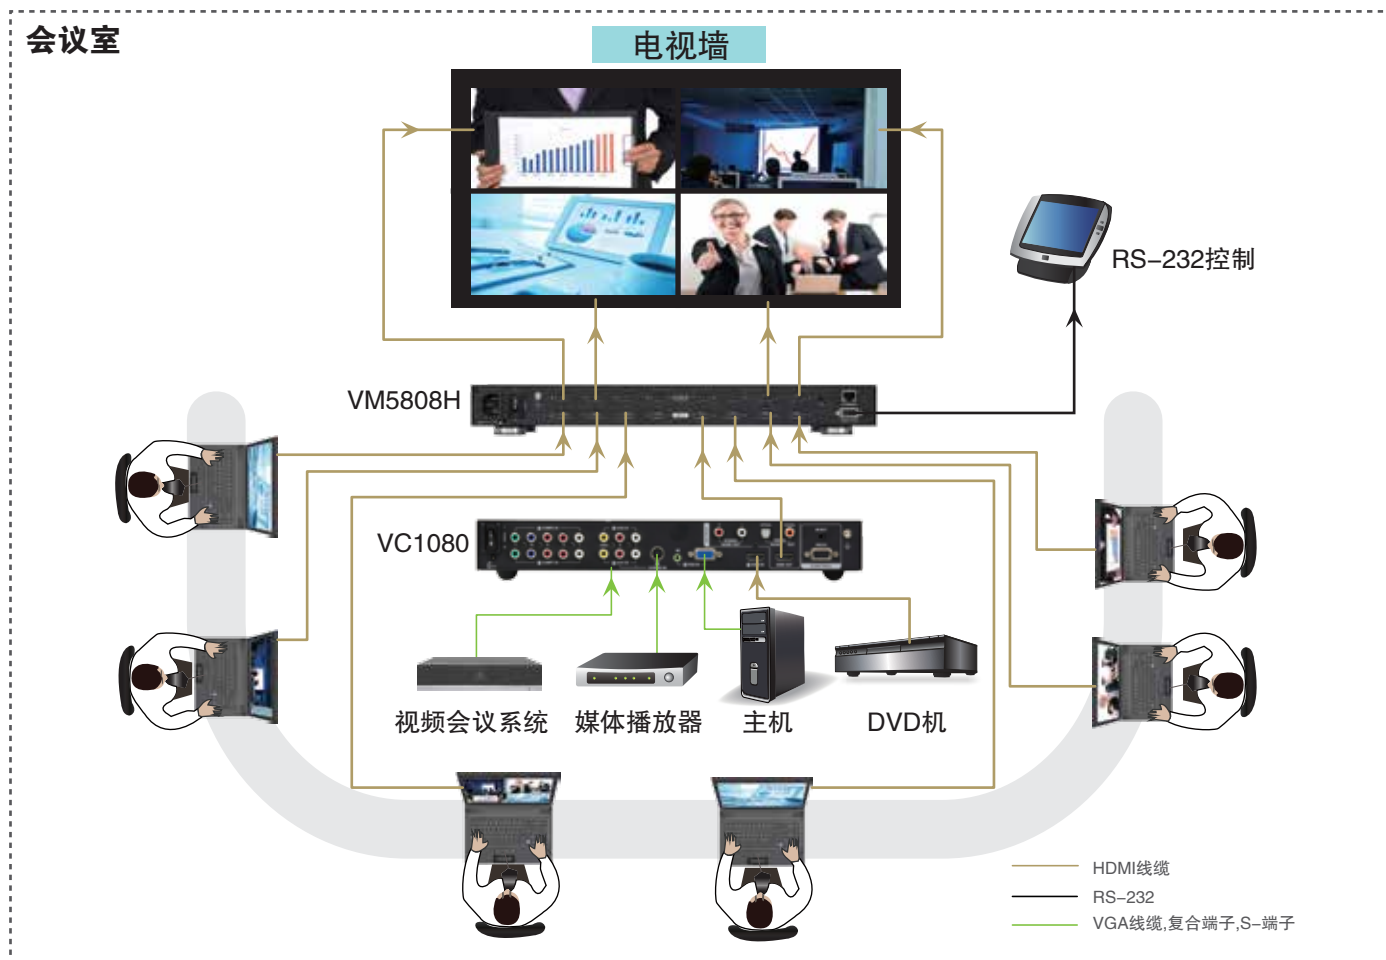 会议室
电视墙
RS-232控制
VM5808H
VC1080
视频会议系统
媒体播放器
主机
DVD机
HDMI线缆
RS-232
VGA线缆,复合端子,S-端子